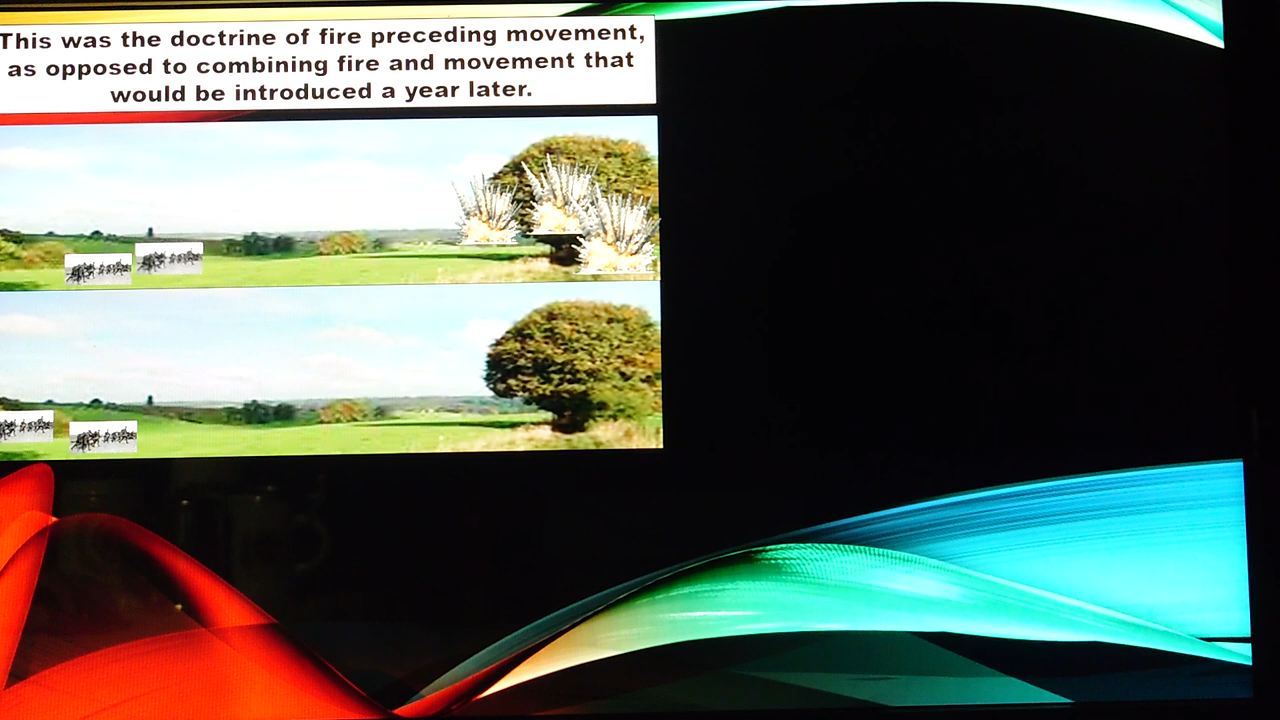 This was the doctrine of fire preceding movement,
as opposed to combining fire and movement that
would be introduced a year later.